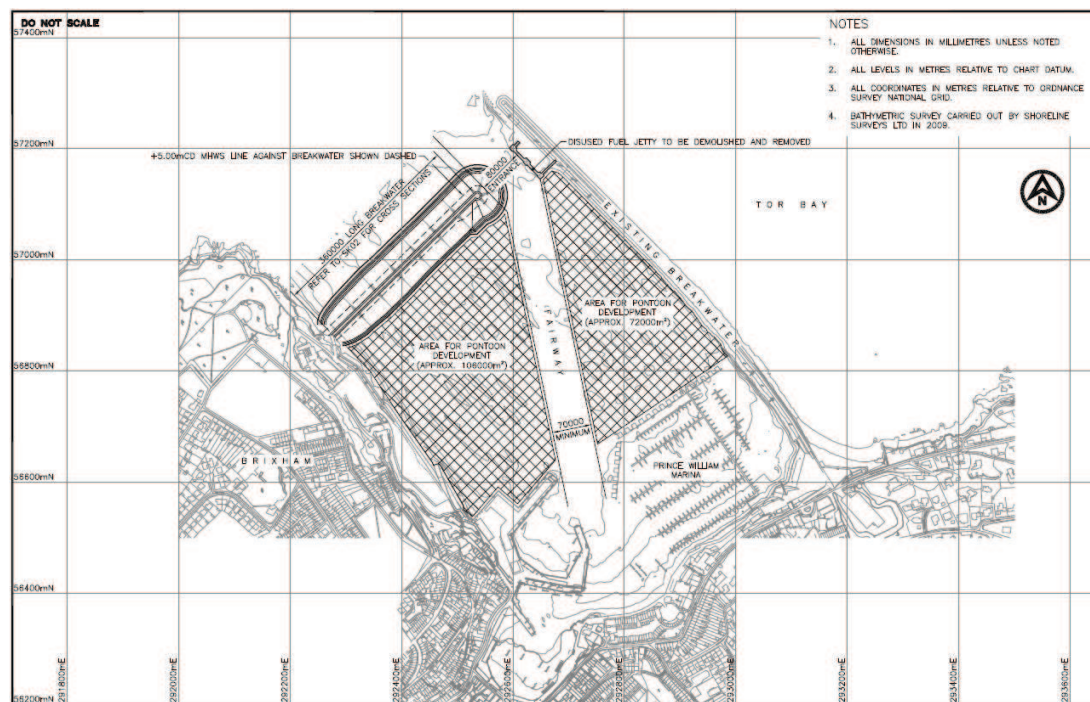 DO NOT SCALE
57400mN
NOTES
1. ALL DIMENSIONS IN MILLIMETRES UNLESS NOTED
OTHERWISE.
2. ALL LEVELS IN METRES RELATIVE TO CHART DATUM.
3. ALL COORDINATES IN METRES RELATIVE TO ORDNANCE
SURVEY NATIONAL GRID.
4. BATHYMETRIC SURVEY CARRIED OUT BY SHORELINE
SURVEYS LTD IN 2009.
57200mN
+5.00mCD MHWS LINE AGAINST BREAKWATER SHOWN DASHED
DISUSED FUEL JETTY TO BE DEMOLISHED AND REMOVED
80000
ENTRANCE
360000 LONG BREAKWATER
REFER TO SK02 FOR CROSS SECTIONS
EXISTING BREAKWATER
TOR BAY
N
57000mN
AREA FOR PONTOON
DEVELOPMENT
(APPROX. 72000m²)
FAIRWAY
AREA FOR PONTOON
DEVELOPMENT
(APPROX. 106000m²)
56800mN
70000
MINIMUM
BRIXHAM
PRINCE WILLIAM
MARINA
56600mN
56400mN
56200mN
291800mE
292000mE
292200mE
292400mE
292600mE
292800mE
293000mE
293200mE
293400mE
293600mE